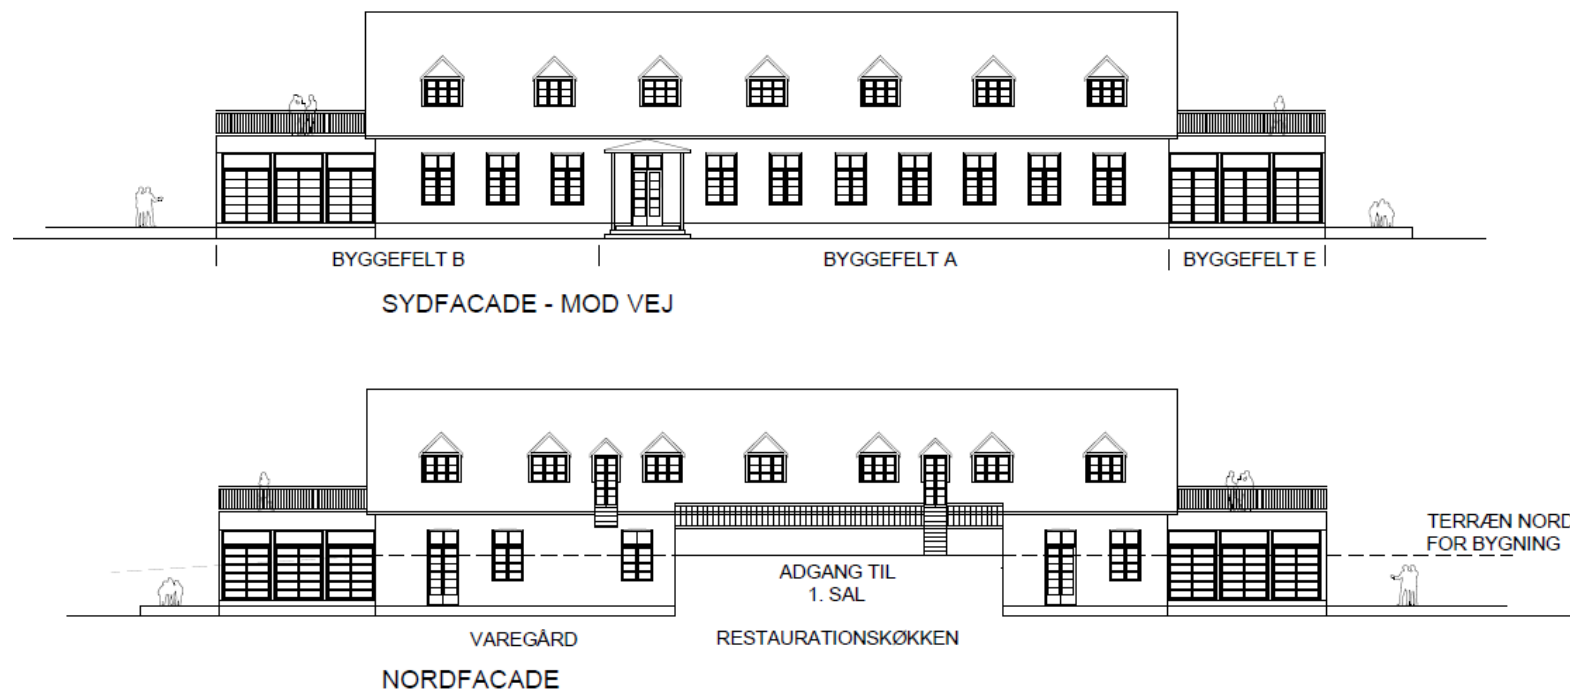 BYGGEFELT B
BYGGEFELT A
BYGGEFELT E
SYDFACADE - MOD VEJ
TERRÆN NORD
FOR BYGNING
ADGANG TIL
1. SAL
VAREGÅRD
RESTAURATIONSKØKKEN
NORDFACADE